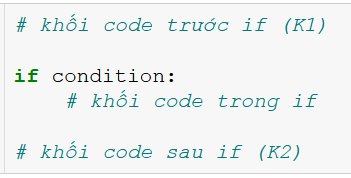 # khối code trước if (K1)
if condition:
# khối code trong if
# khối code sau if (K2)